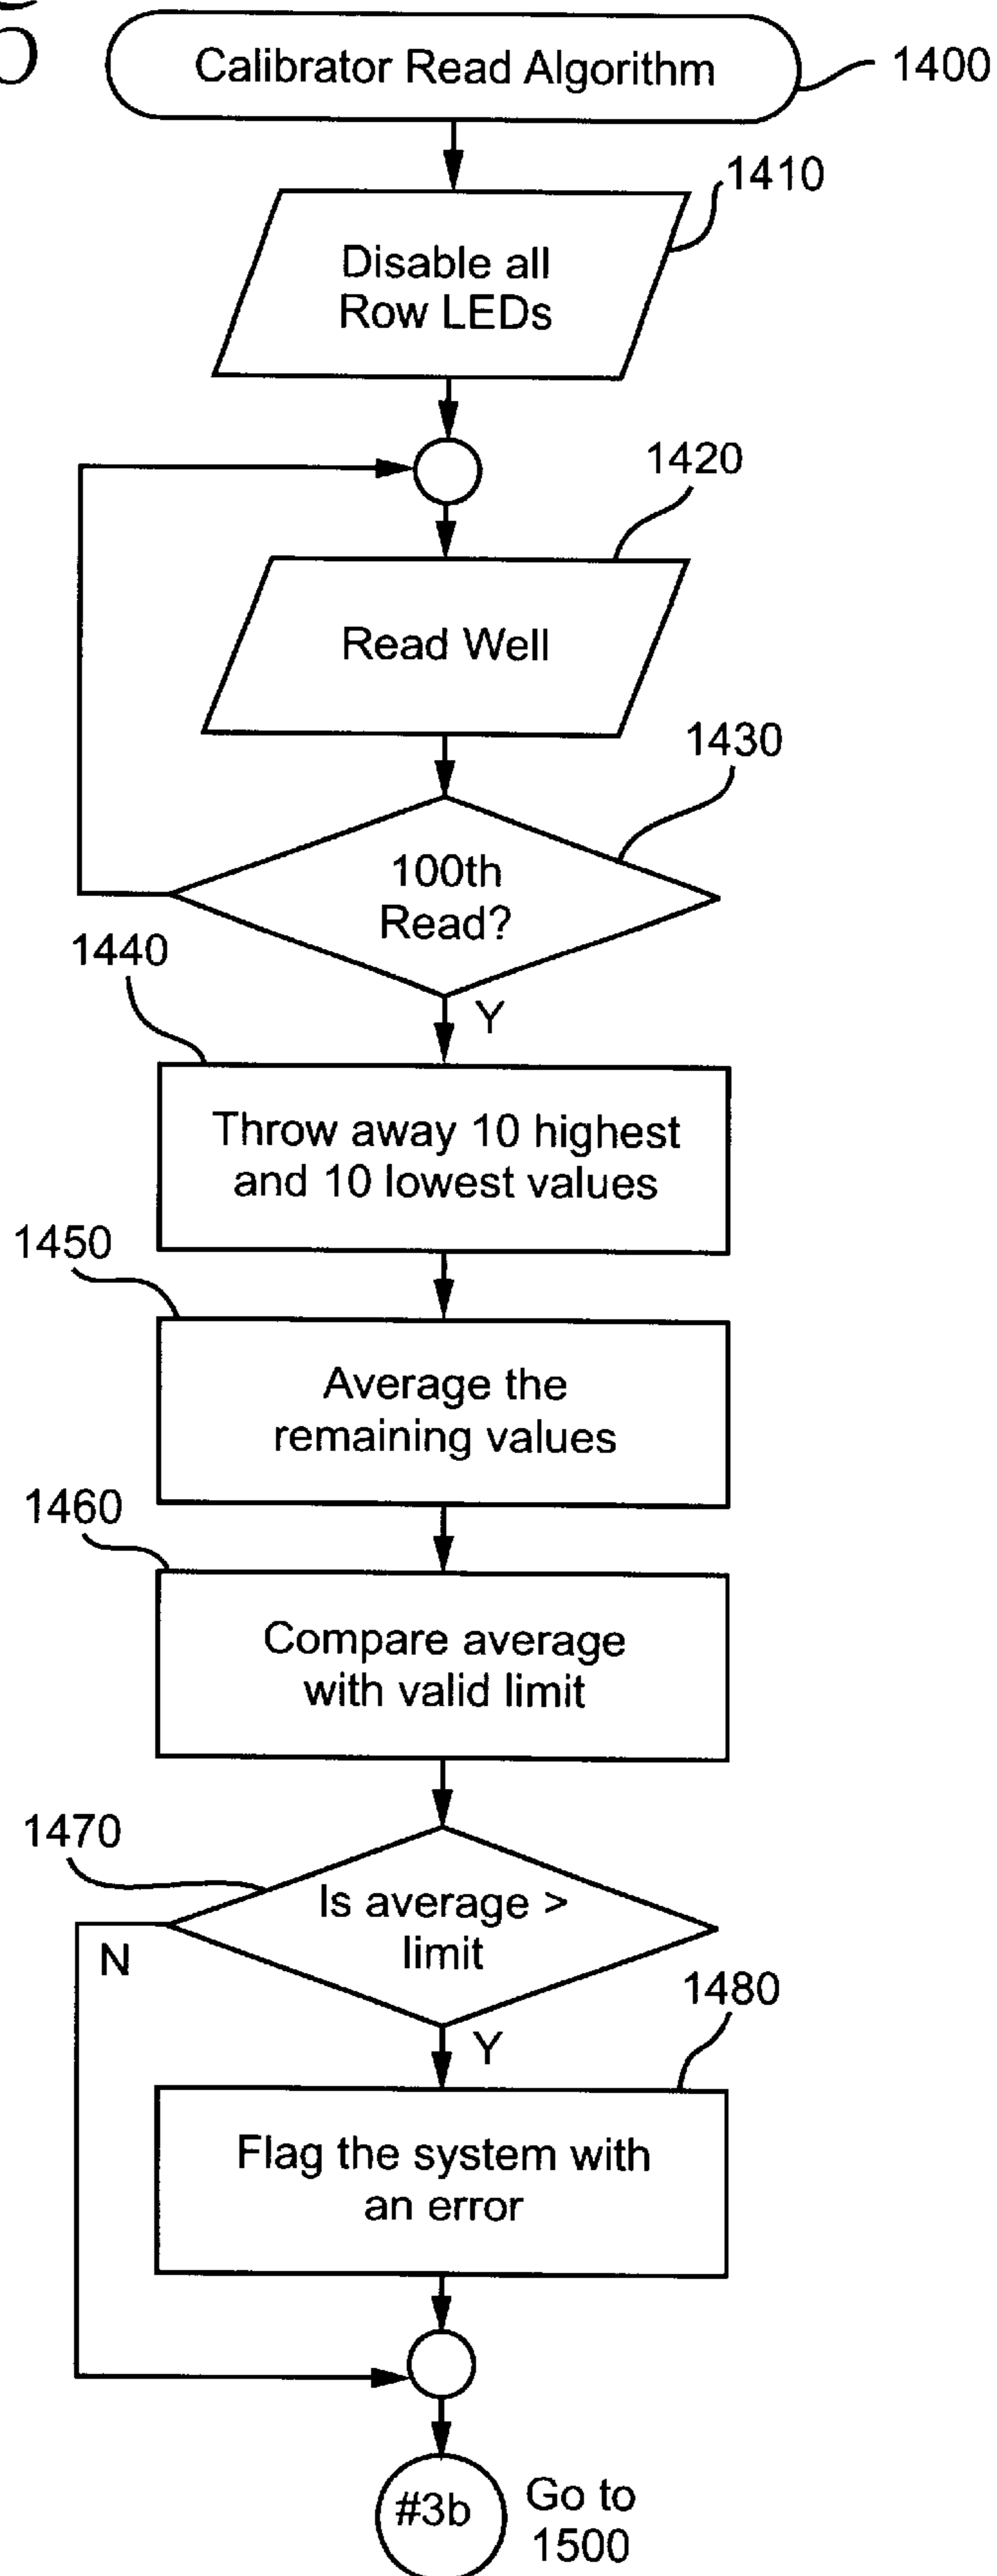 Calibrator Read Algorithm
1400
1410
Disable all
Row LEDs
1420
Read Well
1430
100th
Read?
1440
Y
Throw away 10 highest
and 10 lowest values
1450
Average the
remaining values
1460
Compare average
with valid limit
1470
Is average >
limit
N
1480
Y
Flag the system with
an error
#3b
Go to
1500